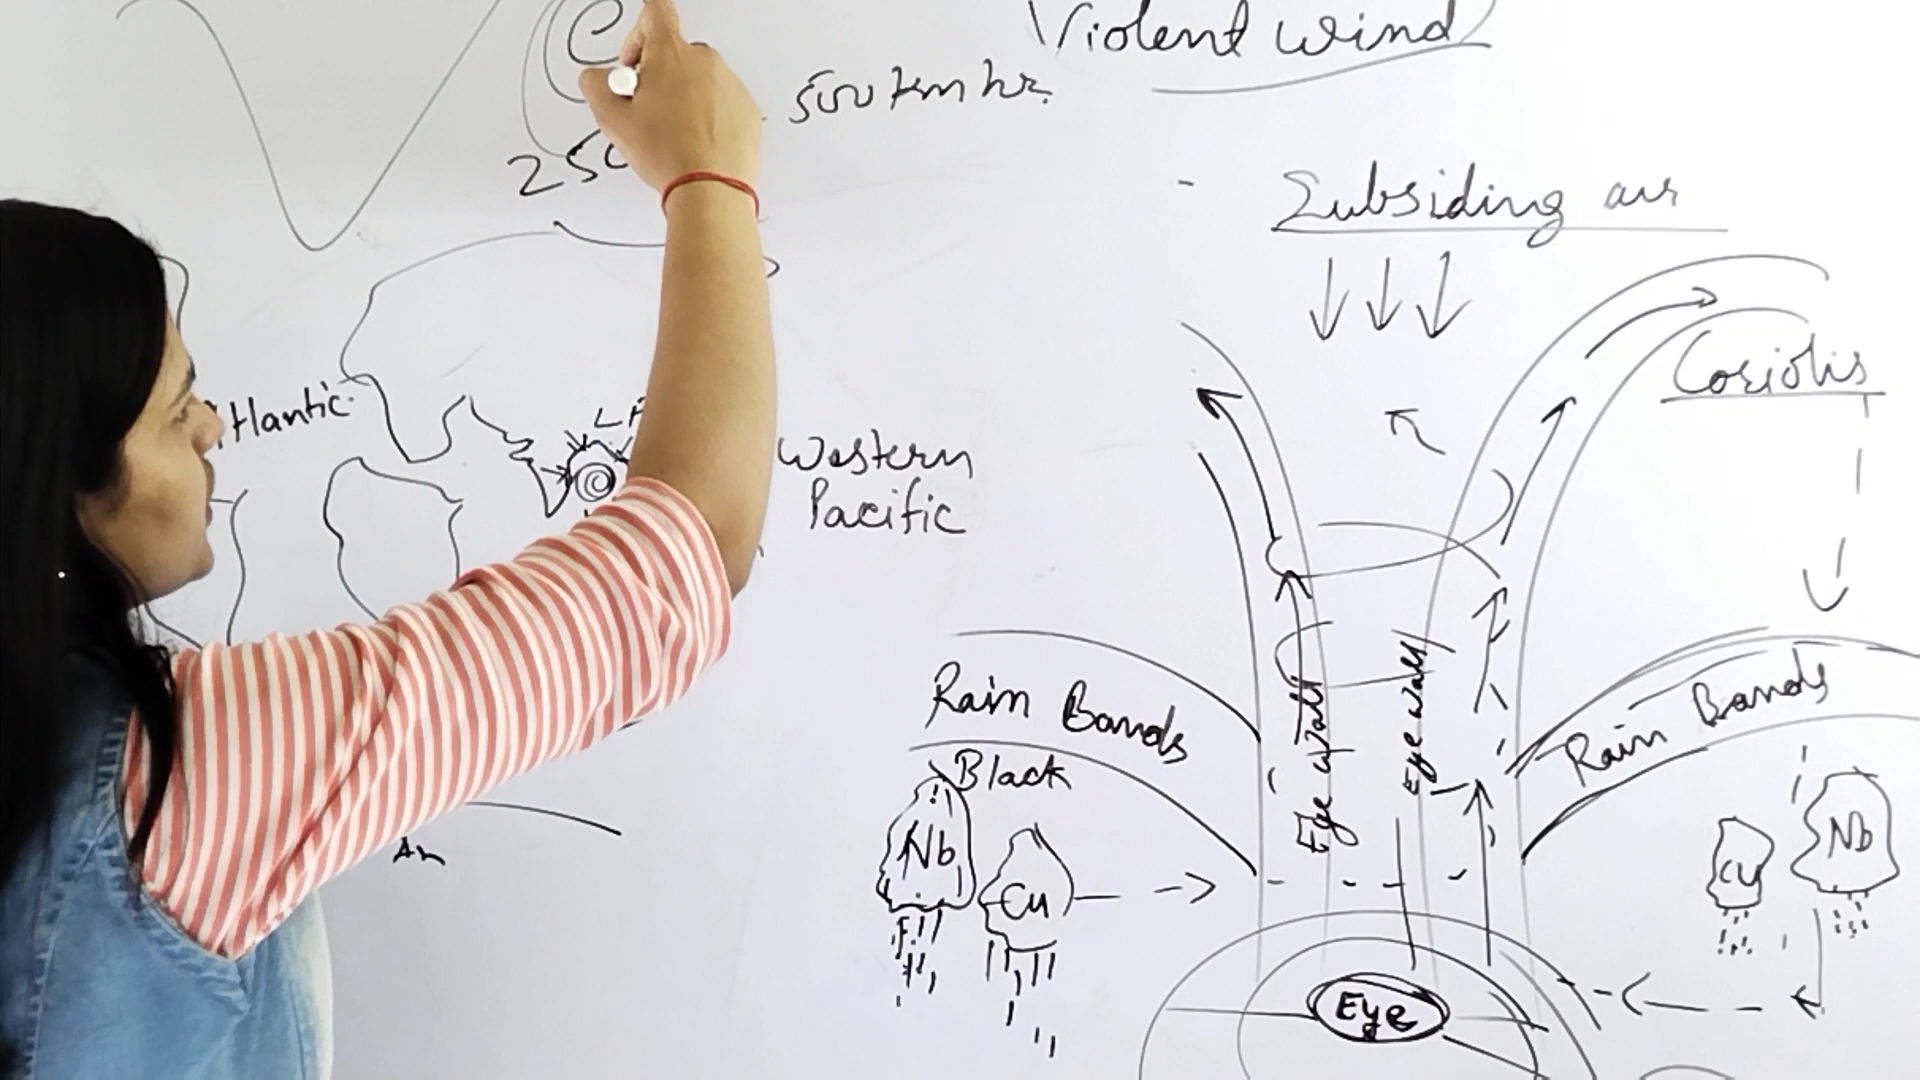 Violent wind
500 km hr.
25
Subsiding air
Coriolis
Atlantic
Western
Pacific
Rain Bands
Rain Bands
Black
Nb
Cu
Eye wall
Eye wall
Cu
Nb
Eye